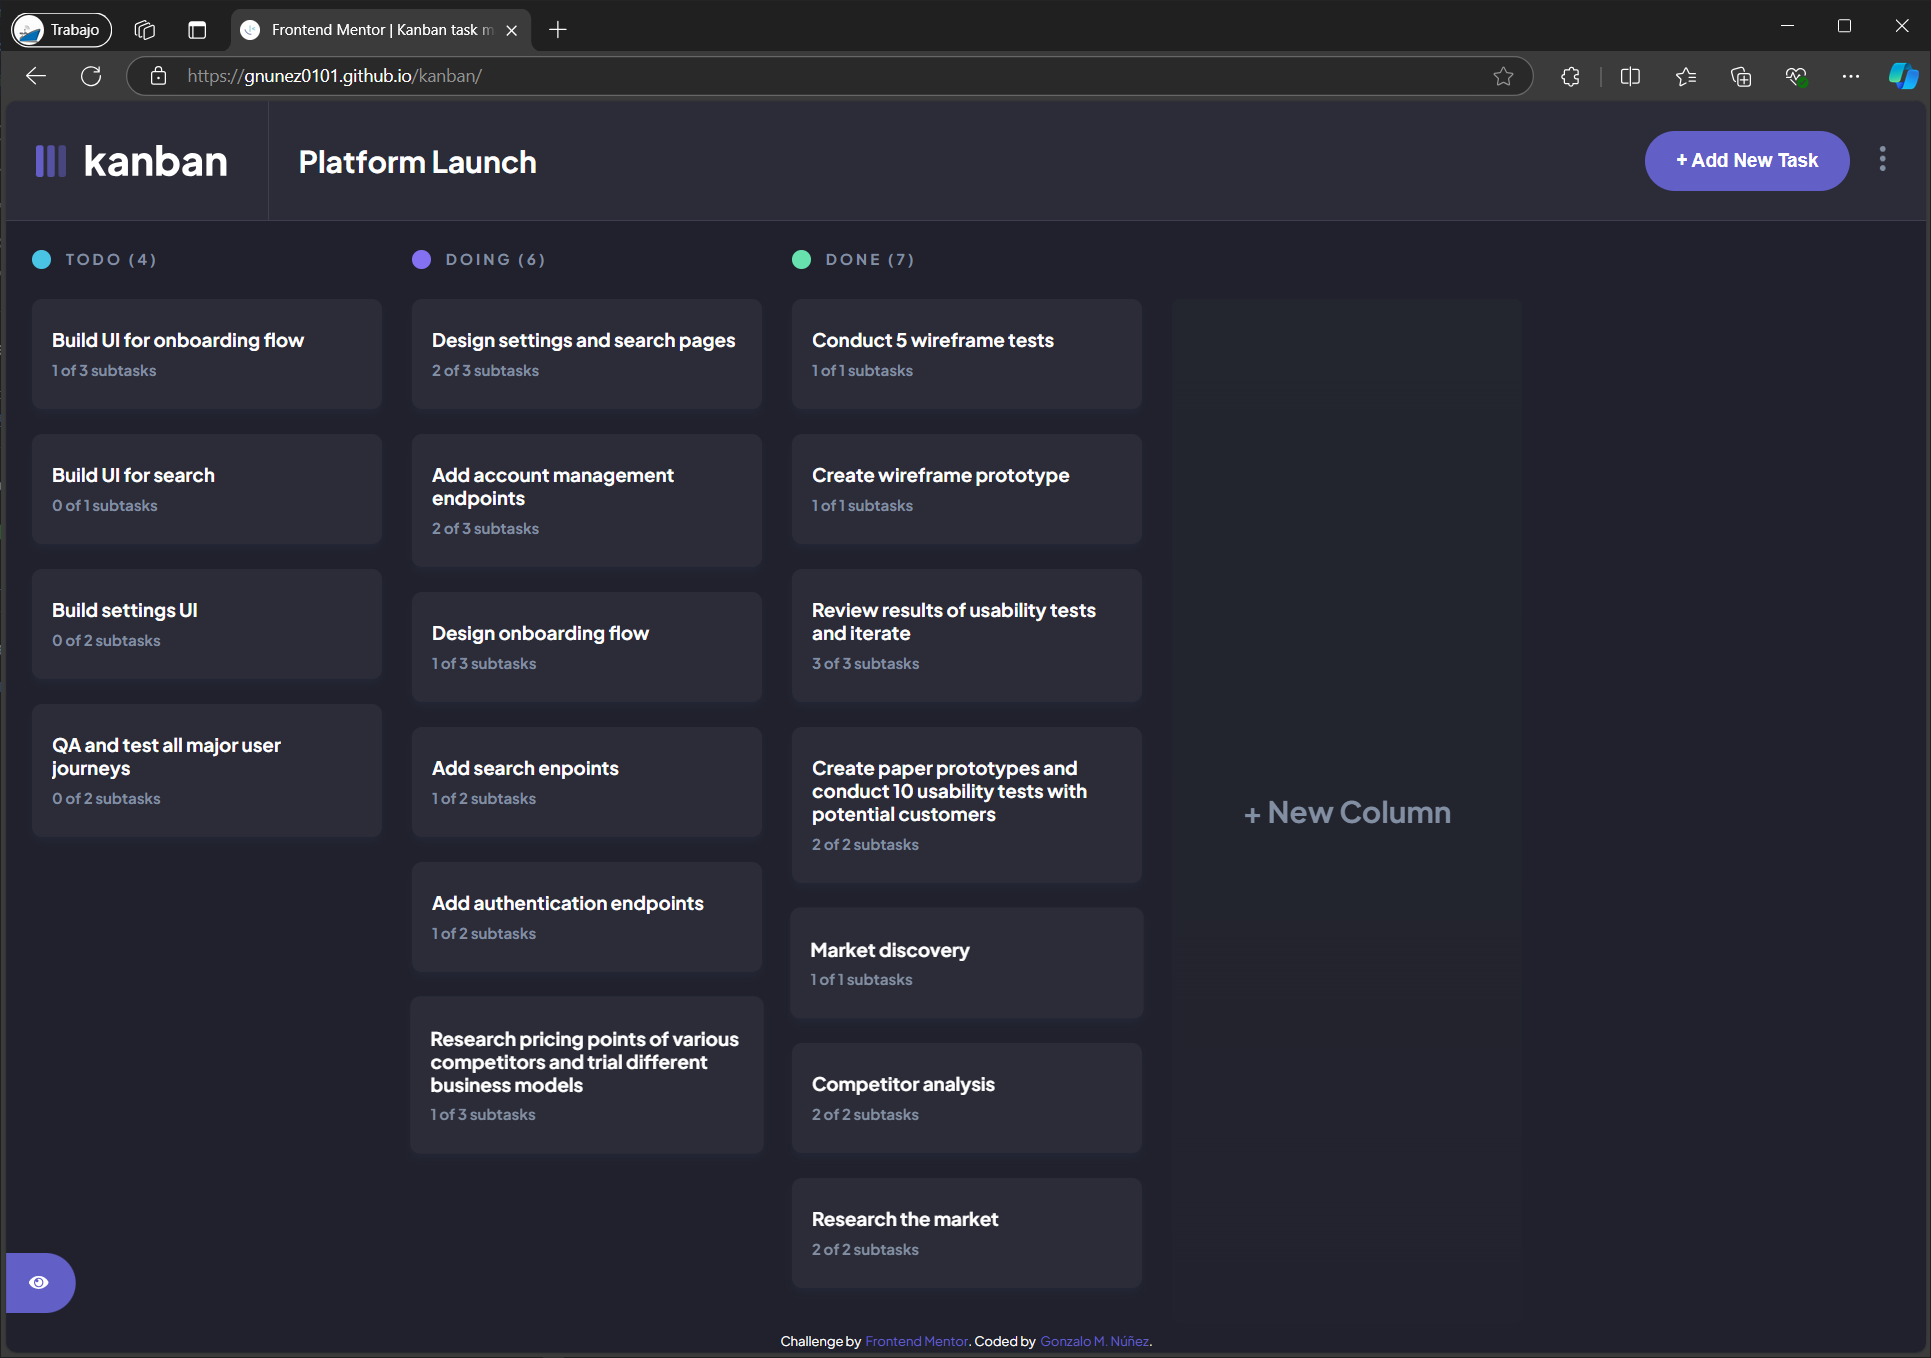 Trabajo
Frontend Mentor | Kanban task m
https://gnunez0101.github.io/kanban/
kanban
Platform Launch
+ Add New Task
TODO (4)
Build UI for onboarding flow
1 of 3 subtasks
Build UI for search
0 of 1 subtasks
Build settings UI
0 of 2 subtasks
QA and test all major user
journeys
0 of 2 subtasks
DOING (6)
Design settings and search pages
2 of 3 subtasks
Add account management
endpoints
2 of 3 subtasks
Design onboarding flow
1 of 3 subtasks
Add search enpoints
1 of 2 subtasks
Add authentication endpoints
1 of 2 subtasks
Research pricing points of various
competitors and trial different
business models
1 of 3 subtasks
DONE (7)
Conduct 5 wireframe tests
1 of 1 subtasks
Create wireframe prototype
1 of 1 subtasks
Review results of usability tests
and iterate
3 of 3 subtasks
Create paper prototypes and
conduct 10 usability tests with
potential customers
2 of 2 subtasks
Market discovery
1 of 1 subtasks
Competitor analysis
2 of 2 subtasks
Research the market
2 of 2 subtasks
+ New Column
Challenge by Frontend Mentor. Coded by Gonzalo M. Núñez.